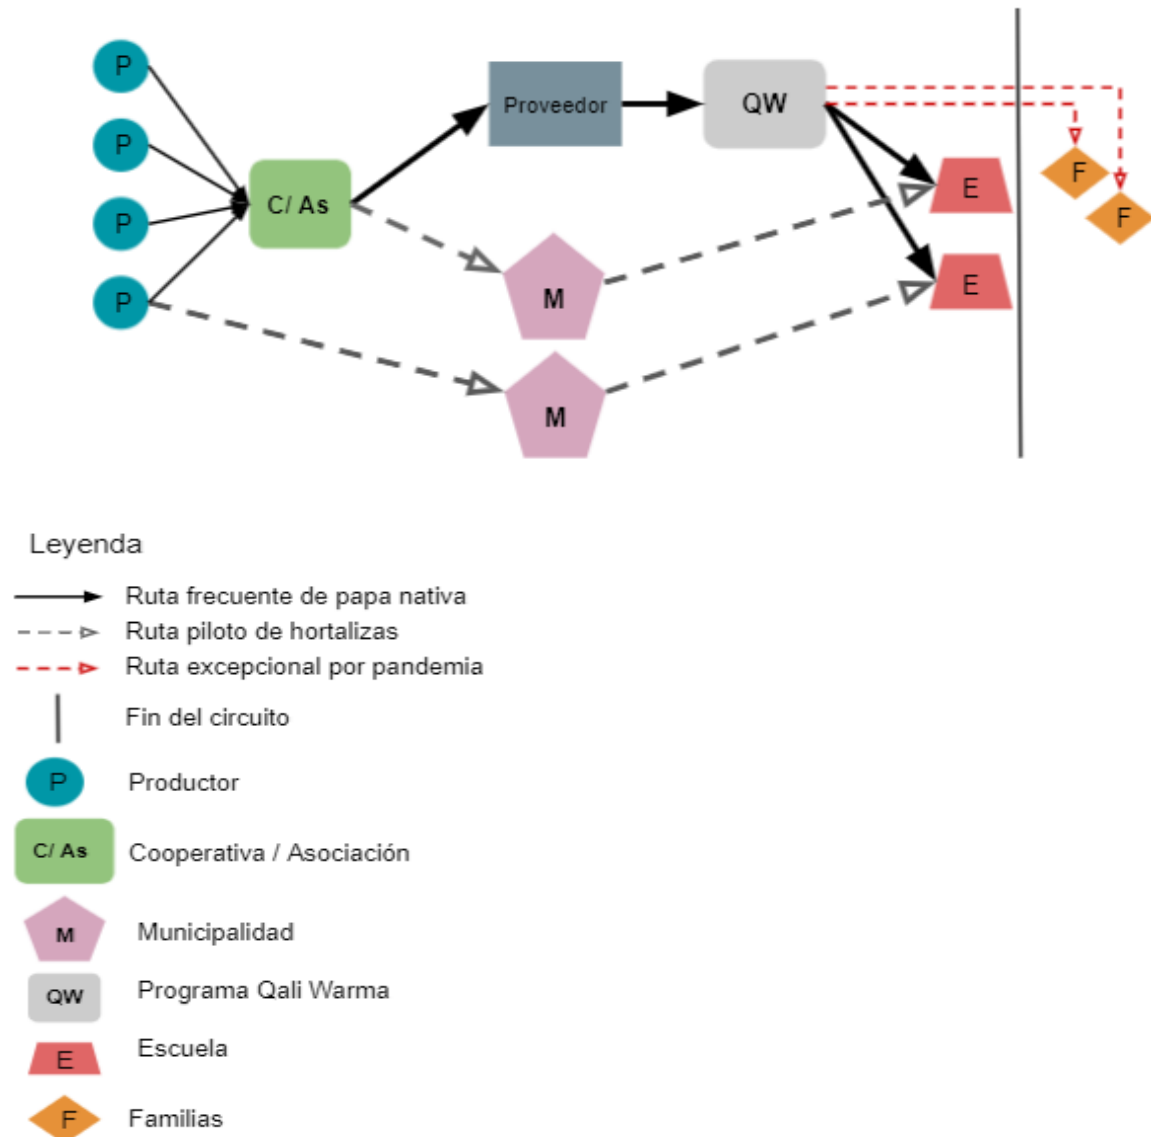 P
P
P
P
C/ As
Proveedor
QW
M
M
E
E
F
F
Leyenda
Ruta frecuente de papa nativa
Ruta piloto de hortalizas
Ruta excepcional por pandemia
Fin del circuito
P Productor
C/ As Cooperativa / Asociación
M Municipalidad
QW Programa Qali Warma
E Escuela
F Familias